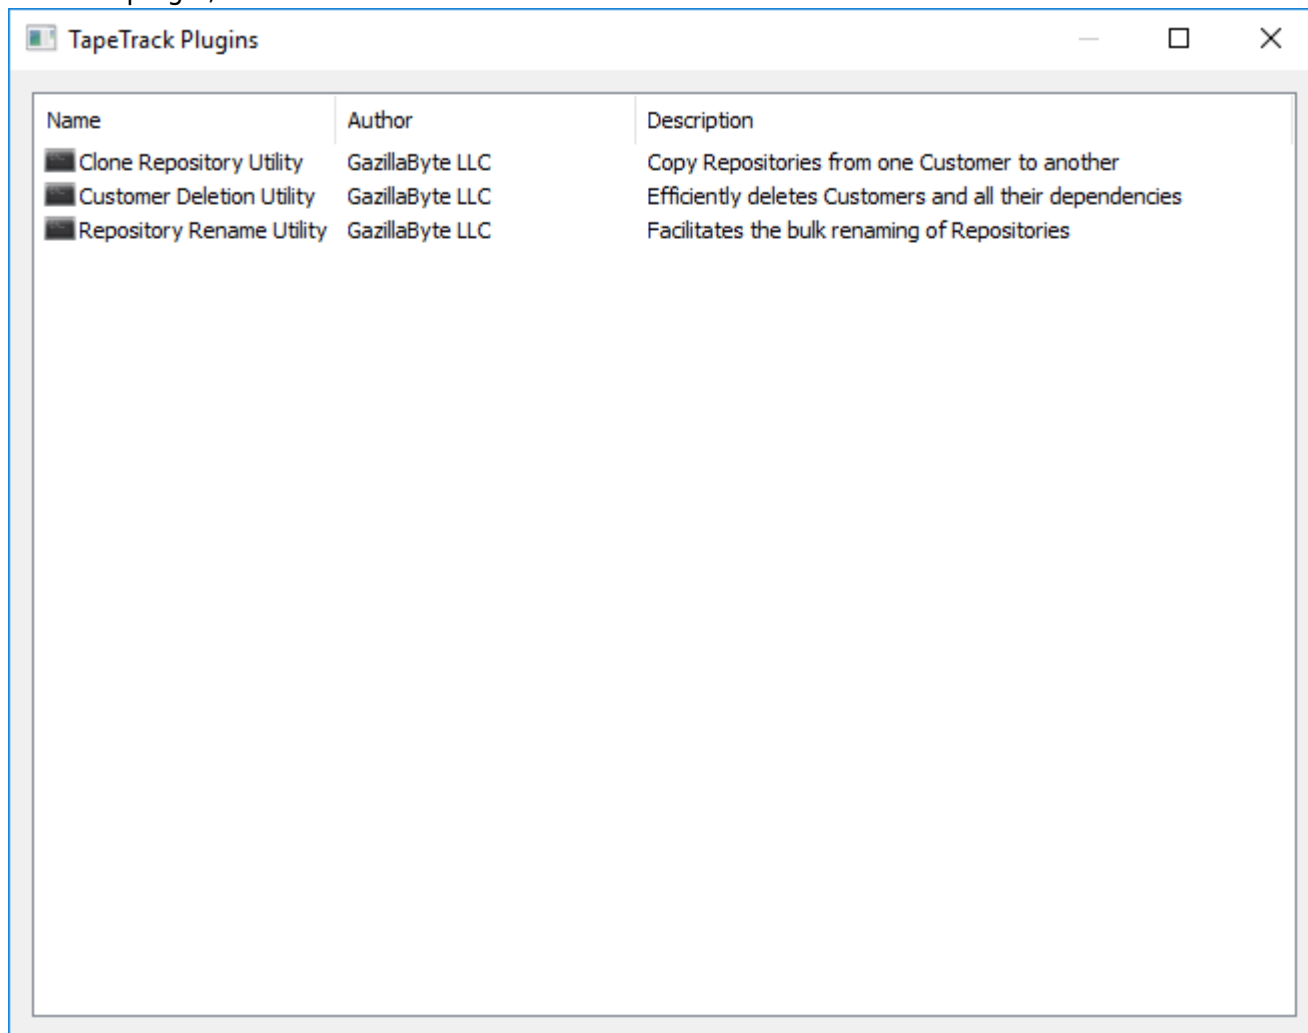 TapeTrack Plugins
Name Author Description
Clone Repository Utility GazillaByte LLC Copy Repositories from one Customer to another
Customer Deletion Utility GazillaByte LLC Efficiently deletes Customers and all their dependencies
Repository Rename Utility GazillaByte LLC Facilitates the bulk renaming of Repositories